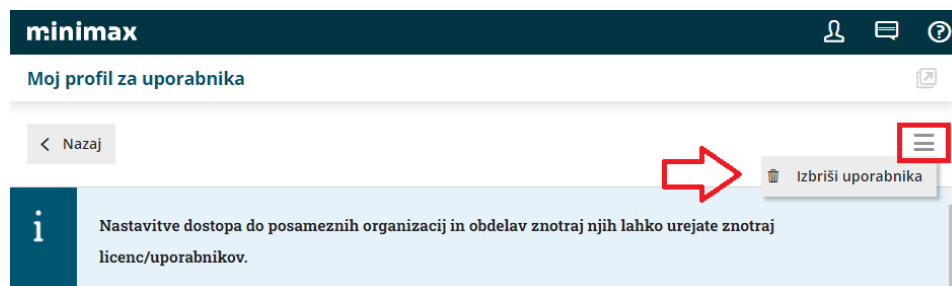 minimax
Moj profil za uporabnika
Nazaj
Izbriši uporabnika
i
Nastavitve dostopa do posameznih organizacij in obdelav znotraj njih lahko urejate znotraj
licenc/uporabnikov.